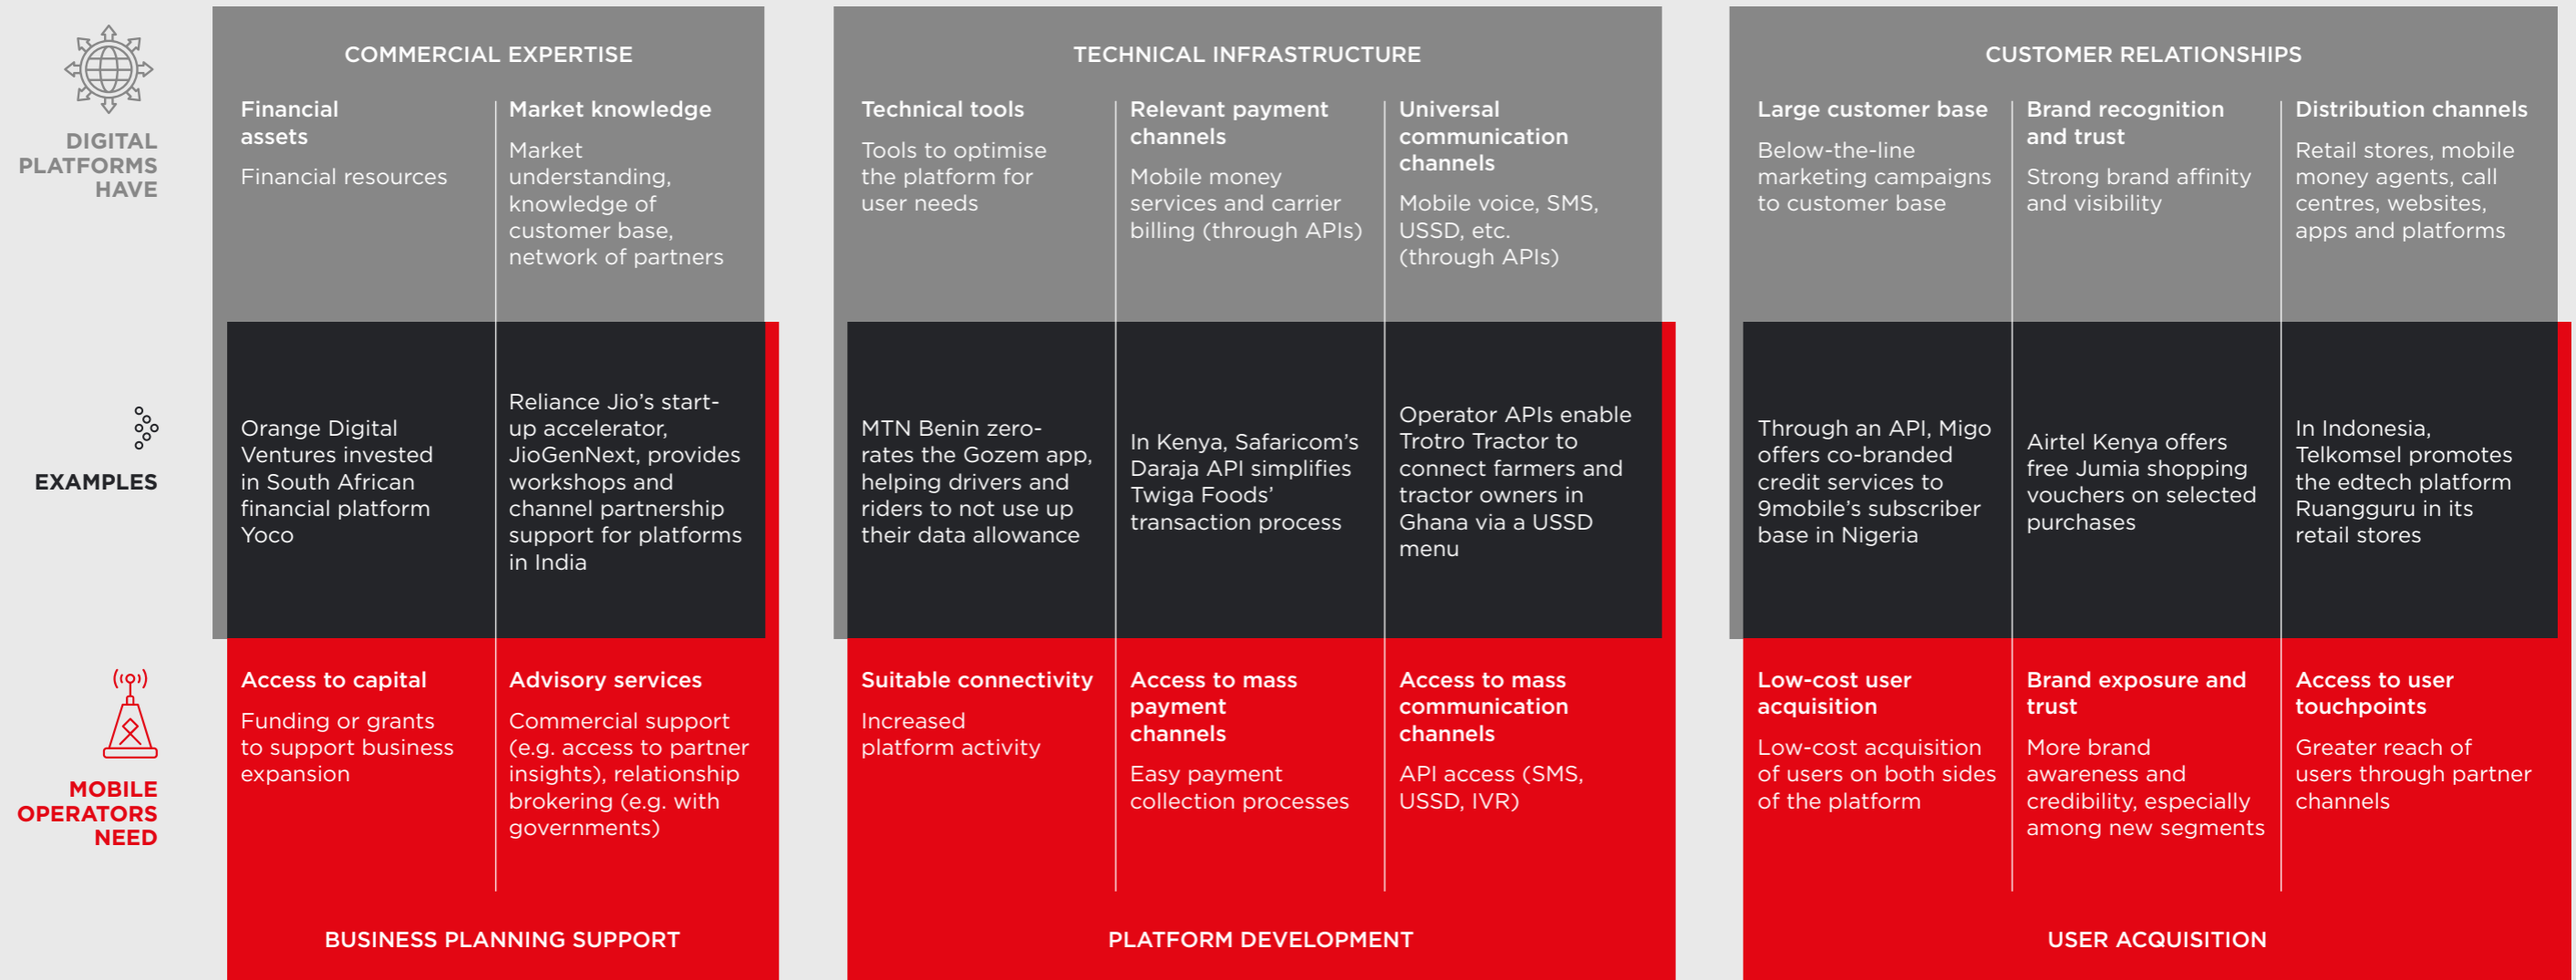 DIGITAL
PLATFORMS
HAVE
COMMERCIAL EXPERTISE
Financial
assets
Financial resources
Market knowledge
Market
understanding,
knowledge of
customer base,
network of partners
TECHNICAL INFRASTRUCTURE
Technical tools
Tools to optimise
the platform for
user needs
Relevant payment
channels
Mobile money
services and carrier
billing (through APIs)
Universal
communication
channels
Mobile voice, SMS,
USSD, etc.
(through APIs)
CUSTOMER RELATIONSHIPS
Large customer base
Below-the-line
marketing campaigns
to customer base
Brand recognition
and trust
Strong brand affinity
and visibility
Distribution channels
Retail stores, mobile
money agents, call
centres, websites,
apps and platforms
EXAMPLES
Orange Digital
Ventures invested
in South African
financial platform
Yoco
Reliance Jio’s start-
up accelerator,
JioGenNext, provides
workshops and
channel partnership
support for platforms
in India
MTN Benin zero-
rates the Gozem app,
helping drivers and
riders to not use up
their data allowance
In Kenya, Safaricom’s
Daraja API simplifies
Twiga Foods’
transaction process
Operator APIs enable
Trotro Tractor to
connect farmers and
tractor owners in
Ghana via a USSD
menu
Through an API, Migo
offers co-branded
credit services to
9mobile’s subscriber
base in Nigeria
Airtel Kenya offers
free Jumia shopping
vouchers on selected
purchases
In Indonesia,
Telkomsel promotes
the edtech platform
Ruangguru in its
retail stores
MOBILE
OPERATORS
NEED
Access to capital
Funding or grants
to support business
expansion
Advisory services
Commercial support
(e.g. access to partner
insights), relationship
brokering (e.g. with
governments)
BUSINESS PLANNING SUPPORT
Suitable connectivity
Increased
platform activity
Access to mass
payment
channels
Easy payment
collection processes
Access to mass
communication
channels
API access (SMS,
USSD, IVR)
PLATFORM DEVELOPMENT
Low-cost user
acquisition
Low-cost acquisition
of users on both sides
of the platform
Brand exposure and
trust
More brand
awareness and
credibility, especially
among new segments
Access to user
touchpoints
Greater reach of
users through partner
channels
USER ACQUISITION